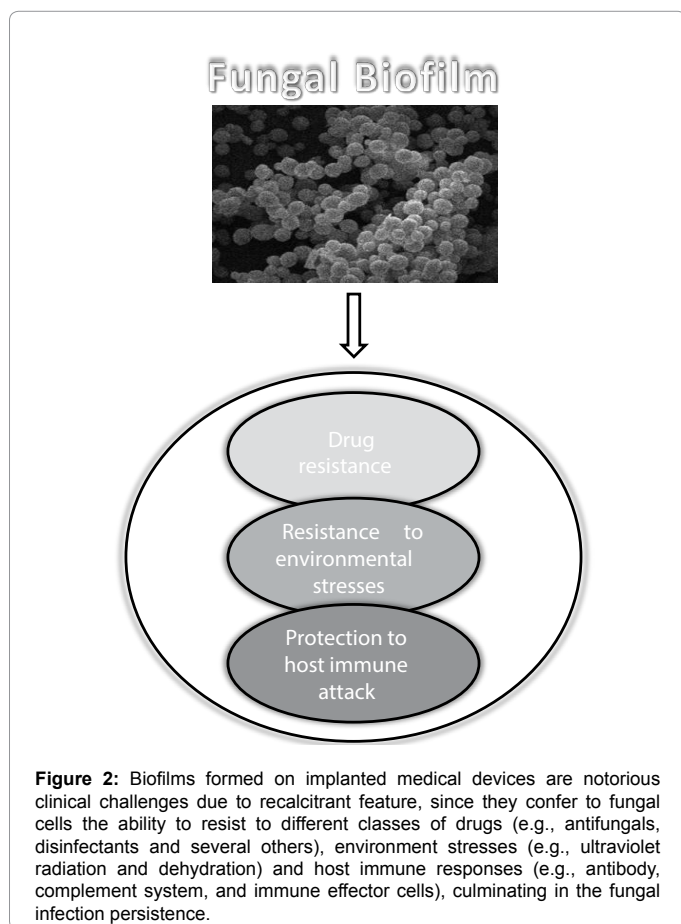 Fungal Biofilm
Drug
resistance
Resistance to
environmental
stresses
Protection to
host immune
attack
Figure 2: Biofilms formed on implanted medical devices are notorious
clinical challenges due to recalcitrant feature, since they confer to fungal
cells the ability to resist to different classes of drugs (e.g., antifungals,
disinfectants and several others), environment stresses (e.g., ultraviolet
radiation and dehydration) and host immune responses (e.g., antibody,
complement system, and immune effector cells), culminating in the fungal
infection persistence.